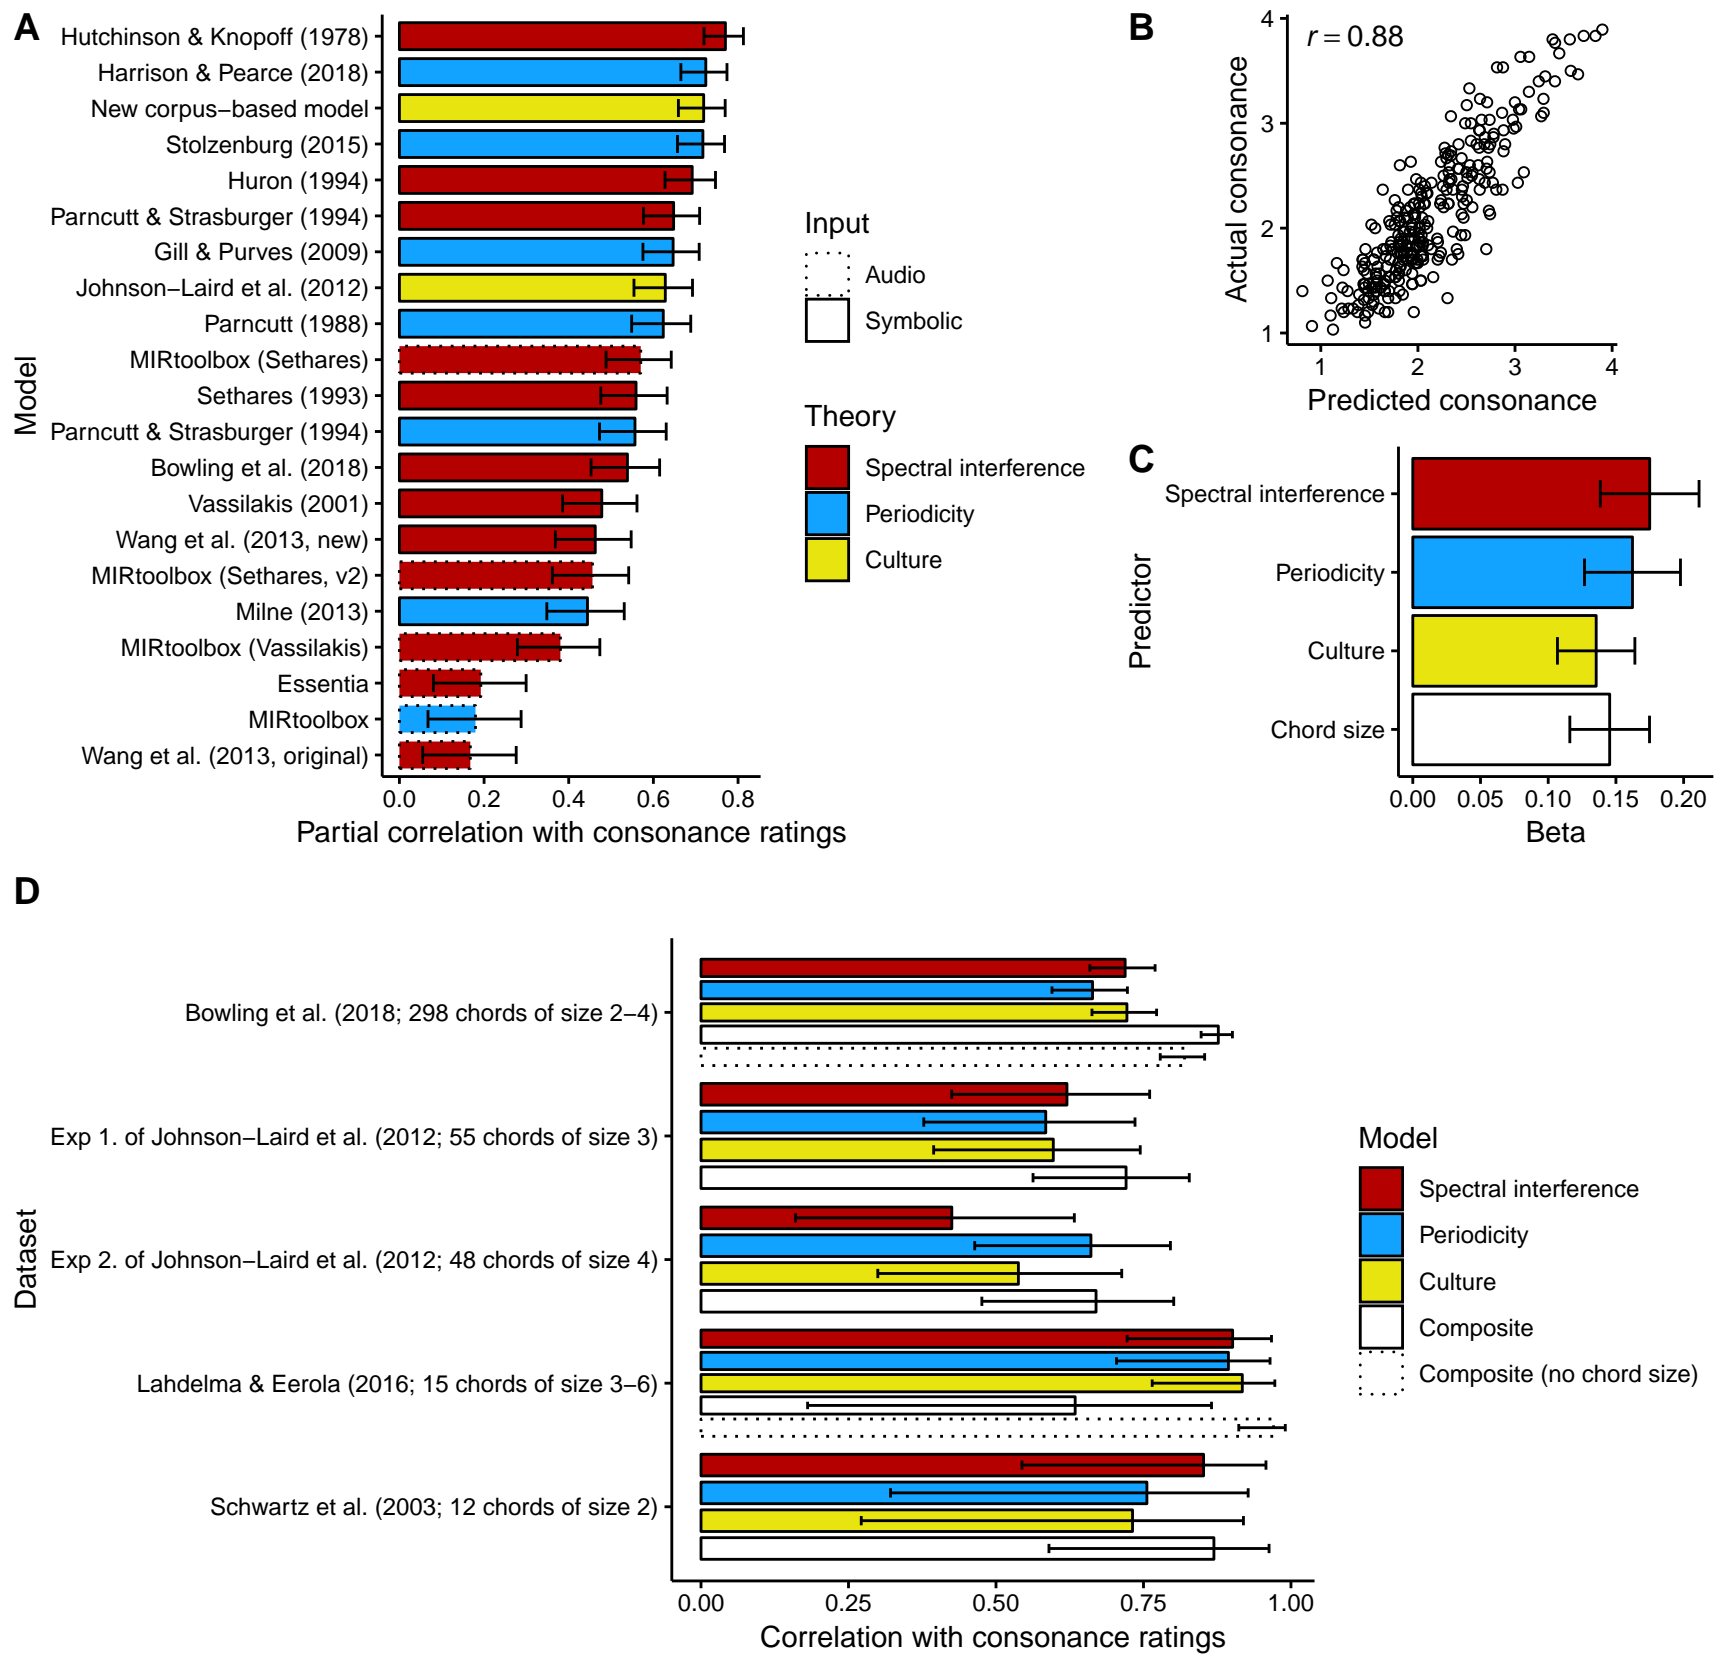 A
Model
Hutchinson & Knopoff (1978)
Harrison & Pearce (2018)
New corpus−based model
Stolzenburg (2015)
Huron (1994)
Parncutt & Strasburger (1994)
Gill & Purves (2009)
Johnson−Laird et al. (2012)
Parncutt (1988)
MIRtoolbox (Sethares)
Sethares (1993)
Parncutt & Strasburger (1994)
Bowling et al. (2018)
Vassilakis (2001)
Wang et al. (2013, new)
MIRtoolbox (Sethares, v2)
Milne (2013)
MIRtoolbox (Vassilakis)
Essentia
MIRtoolbox
Wang et al. (2013, original)
0.0 0.2 0.4 0.6 0.8
Partial correlation with consonance ratings
Input
Audio
Symbolic
Theory
Spectral interference
Periodicity
Culture
B
r = 0.88
Actual consonance
4
3
2
1
1 2 3 4
Predicted consonance
C
Predictor
Spectral interference
Periodicity
Culture
Chord size
0.00 0.05 0.10 0.15 0.20
Beta
D
Dataset
Bowling et al. (2018; 298 chords of size 2−4)
Exp 1. of Johnson−Laird et al. (2012; 55 chords of size 3)
Exp 2. of Johnson−Laird et al. (2012; 48 chords of size 4)
Lahdelma & Eerola (2016; 15 chords of size 3−6)
Schwartz et al. (2003; 12 chords of size 2)
0.00 0.25 0.50 0.75 1.00
Correlation with consonance ratings
Model
Spectral interference
Periodicity
Culture
Composite
Composite (no chord size)